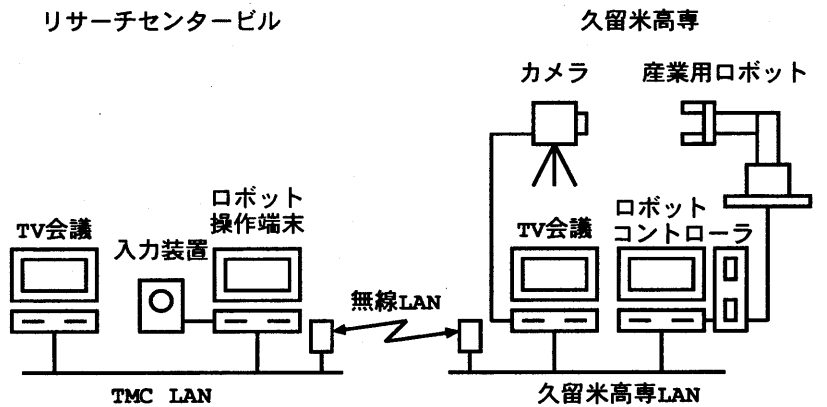 リサーチセンタービル
久留米高専
カメラ
産業用ロボット
TV会議
入力装置
ロボット
操作端末
無線LAN
TV会議
ロボット
コントローラ
TMC LAN
久留米高専LAN